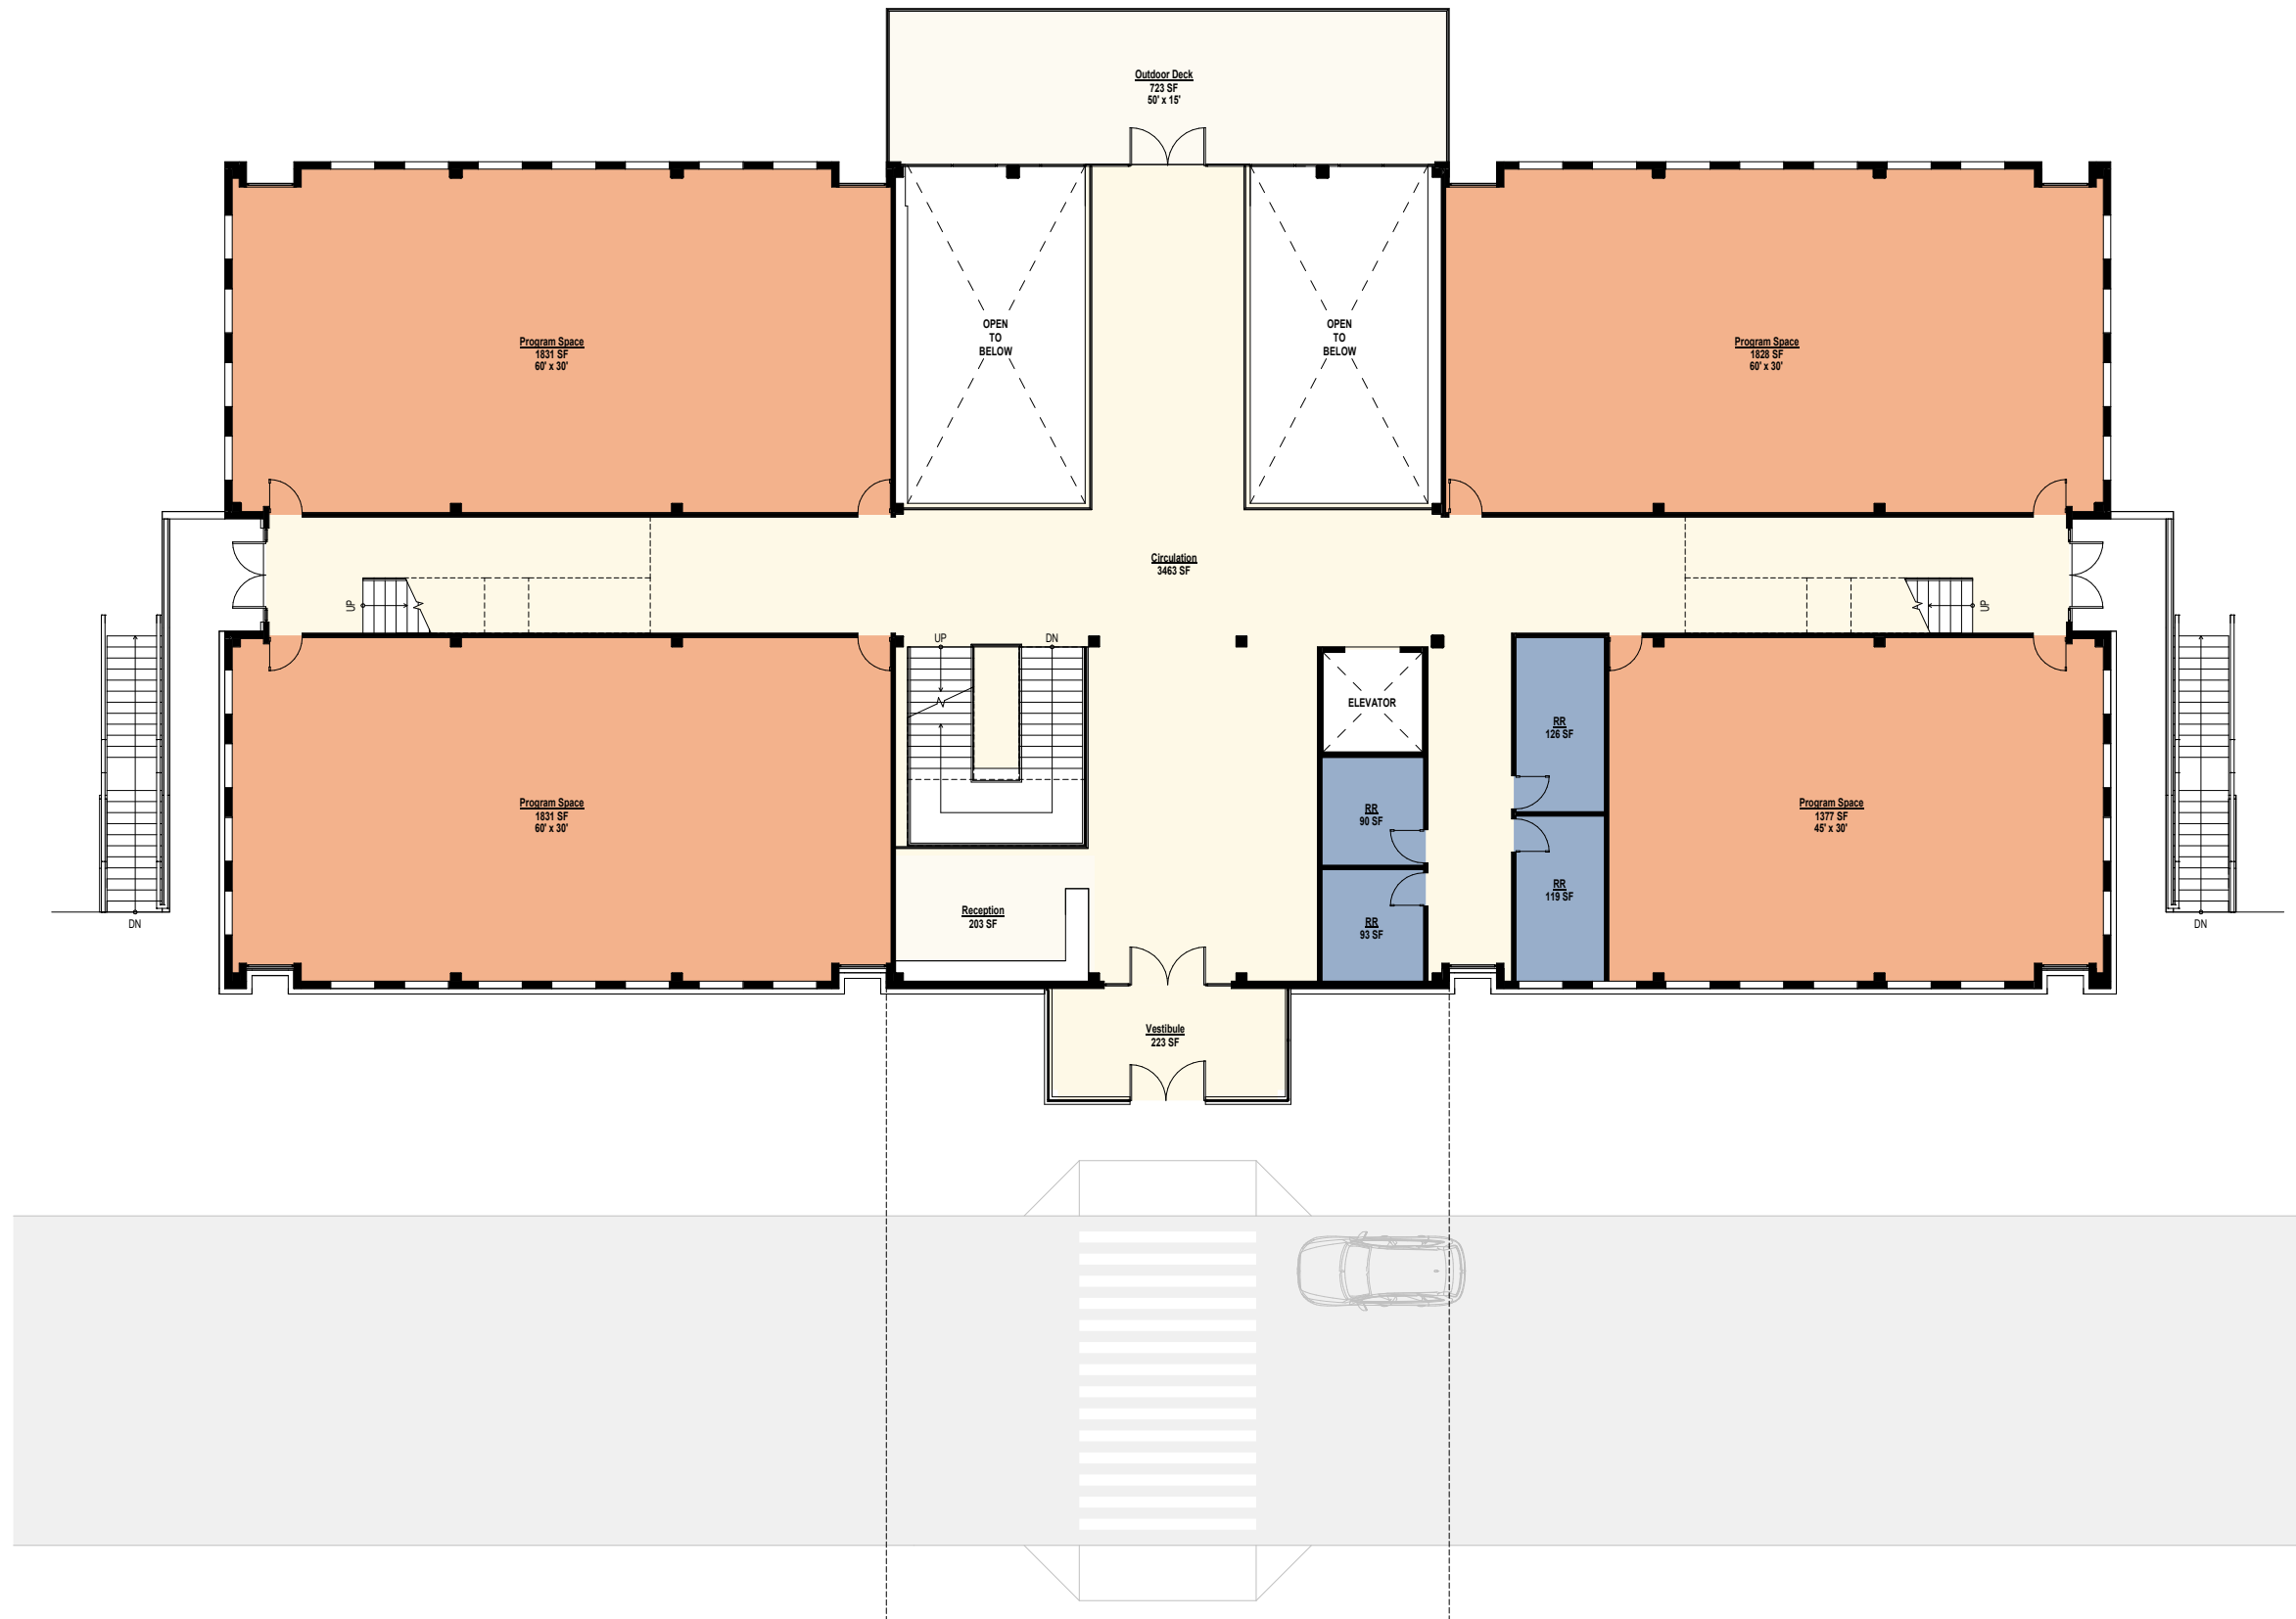 Outdoor Deck
723 SF
50' x 15'
Program Space
1831 SF
60' x 30'
OPEN
TO
BELOW
OPEN
TO
BELOW
Program Space
1828 SF
60' x 30'
Circulation
3463 SF
UP
UP
UP
DN
ELEVATOR
RR
126 SF
Program Space
1831 SF
60' x 30'
RR
90 SF
Program Space
1377 SF
45' x 30'
Reception
203 SF
RR
93 SF
RR
119 SF
DN
DN
Vestibule
223 SF